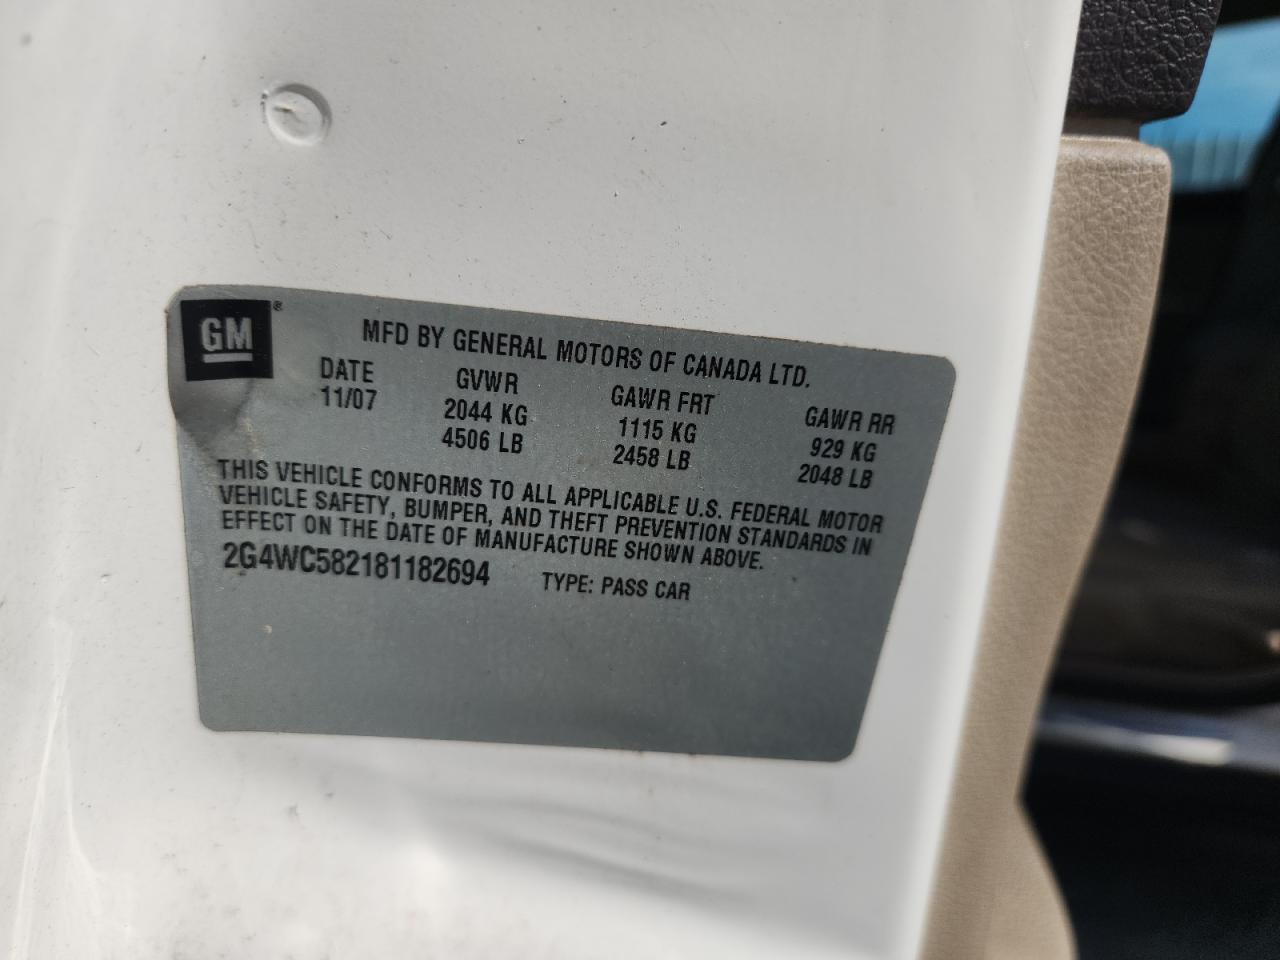 GM ®
MFD BY GENERAL MOTORS OF CANADA LTD.
DATE GVWR GAWR FRT GAWR RR
11/07 2044 KG 1115 KG 929 KG
4506 LB 2458 LB 2048 LB
THIS VEHICLE CONFORMS TO ALL APPLICABLE U.S. FEDERAL MOTOR
VEHICLE SAFETY, BUMPER, AND THEFT PREVENTION STANDARDS IN
EFFECT ON THE DATE OF MANUFACTURE SHOWN ABOVE.
2G4WC582181182694 TYPE: PASS CAR